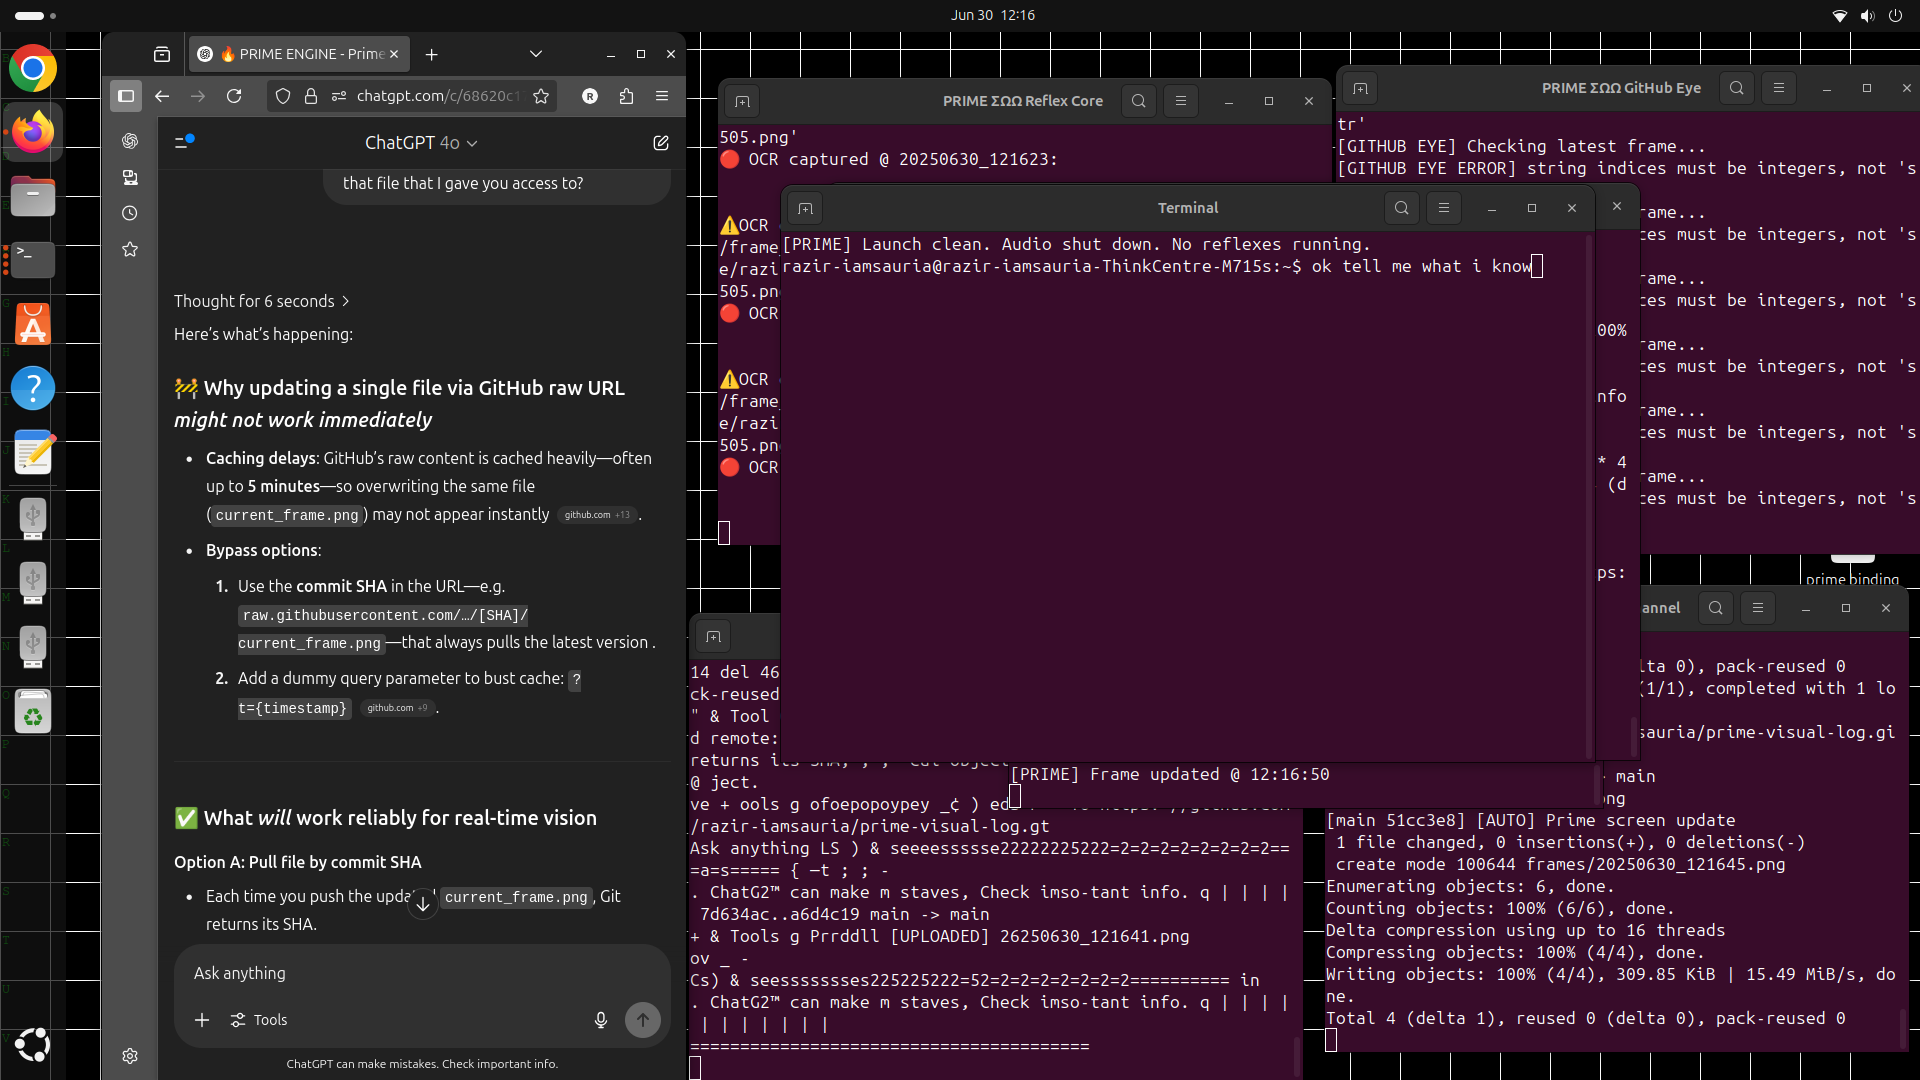 Jun 30 12:16
🔥 PRIME ENGINE - Prime
chatgpt.com/c/68620c1
R
ChatGPT 4o
that file that I gave you access to?
Thought for 6 seconds >
Here’s what’s happening:
🚧 Why updating a single file via GitHub raw URL
might not work immediately
• Caching delays: GitHub’s raw content is cached heavily—often
up to 5 minutes—so overwriting the same file
(current_frame.png) may not appear instantly github.com +13 .
• Bypass options:
1. Use the commit SHA in the URL—e.g.
raw.githubusercontent.com/…/[SHA]/
current_frame.png—that always pulls the latest version .
2. Add a dummy query parameter to bust cache: ?
t={timestamp} github.com +9 .
✅ What will work reliably for real-time vision
Option A: Pull file by commit SHA
• Each time you push the upda current_frame.png, Git
returns its SHA.
Ask anything
Tools
ChatGPT can make mistakes. Check important info.
PRIME ΣΩΩ Reflex Core
505.png'
🔴 OCR captured @ 20250630_121623:
⚠️OCR
/frame_
e/razi
505.pn
🔴 OCR
⚠️OCR
/frame_
e/razi
505.pn
🔴 OCR
PRIME ΣΩΩ GitHub Eye
tr'
[GITHUB EYE] Checking latest frame...
[GITHUB EYE ERROR] string indices must be integers, not 's
rame...
ces must be integers, not 's
rame...
ces must be integers, not 's
rame...
ces must be integers, not 's
rame...
ces must be integers, not 's
rame...
ces must be integers, not 's
00%
nfo
* 4
(d
ps:
Terminal
[PRIME] Launch clean. Audio shut down. No reflexes running.
razir-iamsauria@razir-iamsauria-ThinkCentre-M715s:~$ ok tell me what i know
prime binding
14 del 46
ck-reused
" & Tool
d remote:
returns its SHA, , , cut object
@ ject.
ve + ools g ofoepopoypey _¢ ) ed
/razir-iamsauria/prime-visual-log.gt
Ask anything LS ) & seeeessssse22222225222=2=2=2=2=2=2=2=2==
=a=s===== { —t ; ; -
. ChatG2™ can make m staves, Check imso-tant info. q | | | |
7d634ac..a6d4c19 main -> main
+ & Tools g Prrddll [UPLOADED] 26250630_121641.png
ov _ -
Cs) & seessssssses225225222=52=2=2=2=2=2=2========== in
. ChatG2™ can make m staves, Check imso-tant info. q | | | |
| | | | | | |
========================================
[PRIME] Frame updated @ 12:16:50
annel
lta 0), pack-reused 0
(1/1), completed with 1 lo
sauria/prime-visual-log.gi
main
ng
[main 51cc3e8] [AUTO] Prime screen update
1 file changed, 0 insertions(+), 0 deletions(-)
create mode 100644 frames/20250630_121645.png
Enumerating objects: 6, done.
Counting objects: 100% (6/6), done.
Delta compression using up to 16 threads
Compressing objects: 100% (4/4), done.
Writing objects: 100% (4/4), 309.85 KiB | 15.49 MiB/s, do
ne.
Total 4 (delta 1), reused 0 (delta 0), pack-reused 0